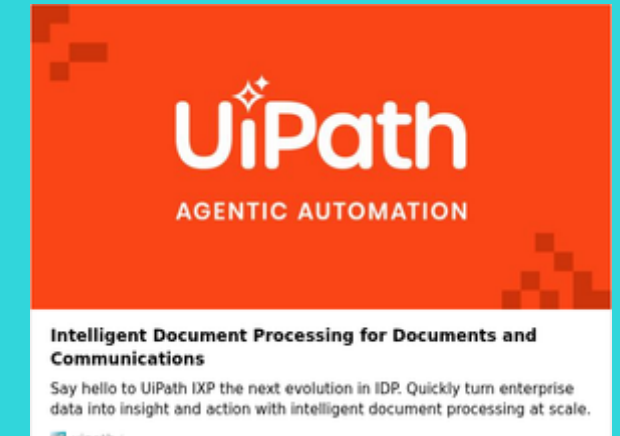 UiPath
AGENTIC AUTOMATION
Intelligent Document Processing for Documents and
Communications
Say hello to UiPath IXP the next evolution in IDP. Quickly turn enterprise
data into insight and action with intelligent document processing at scale.